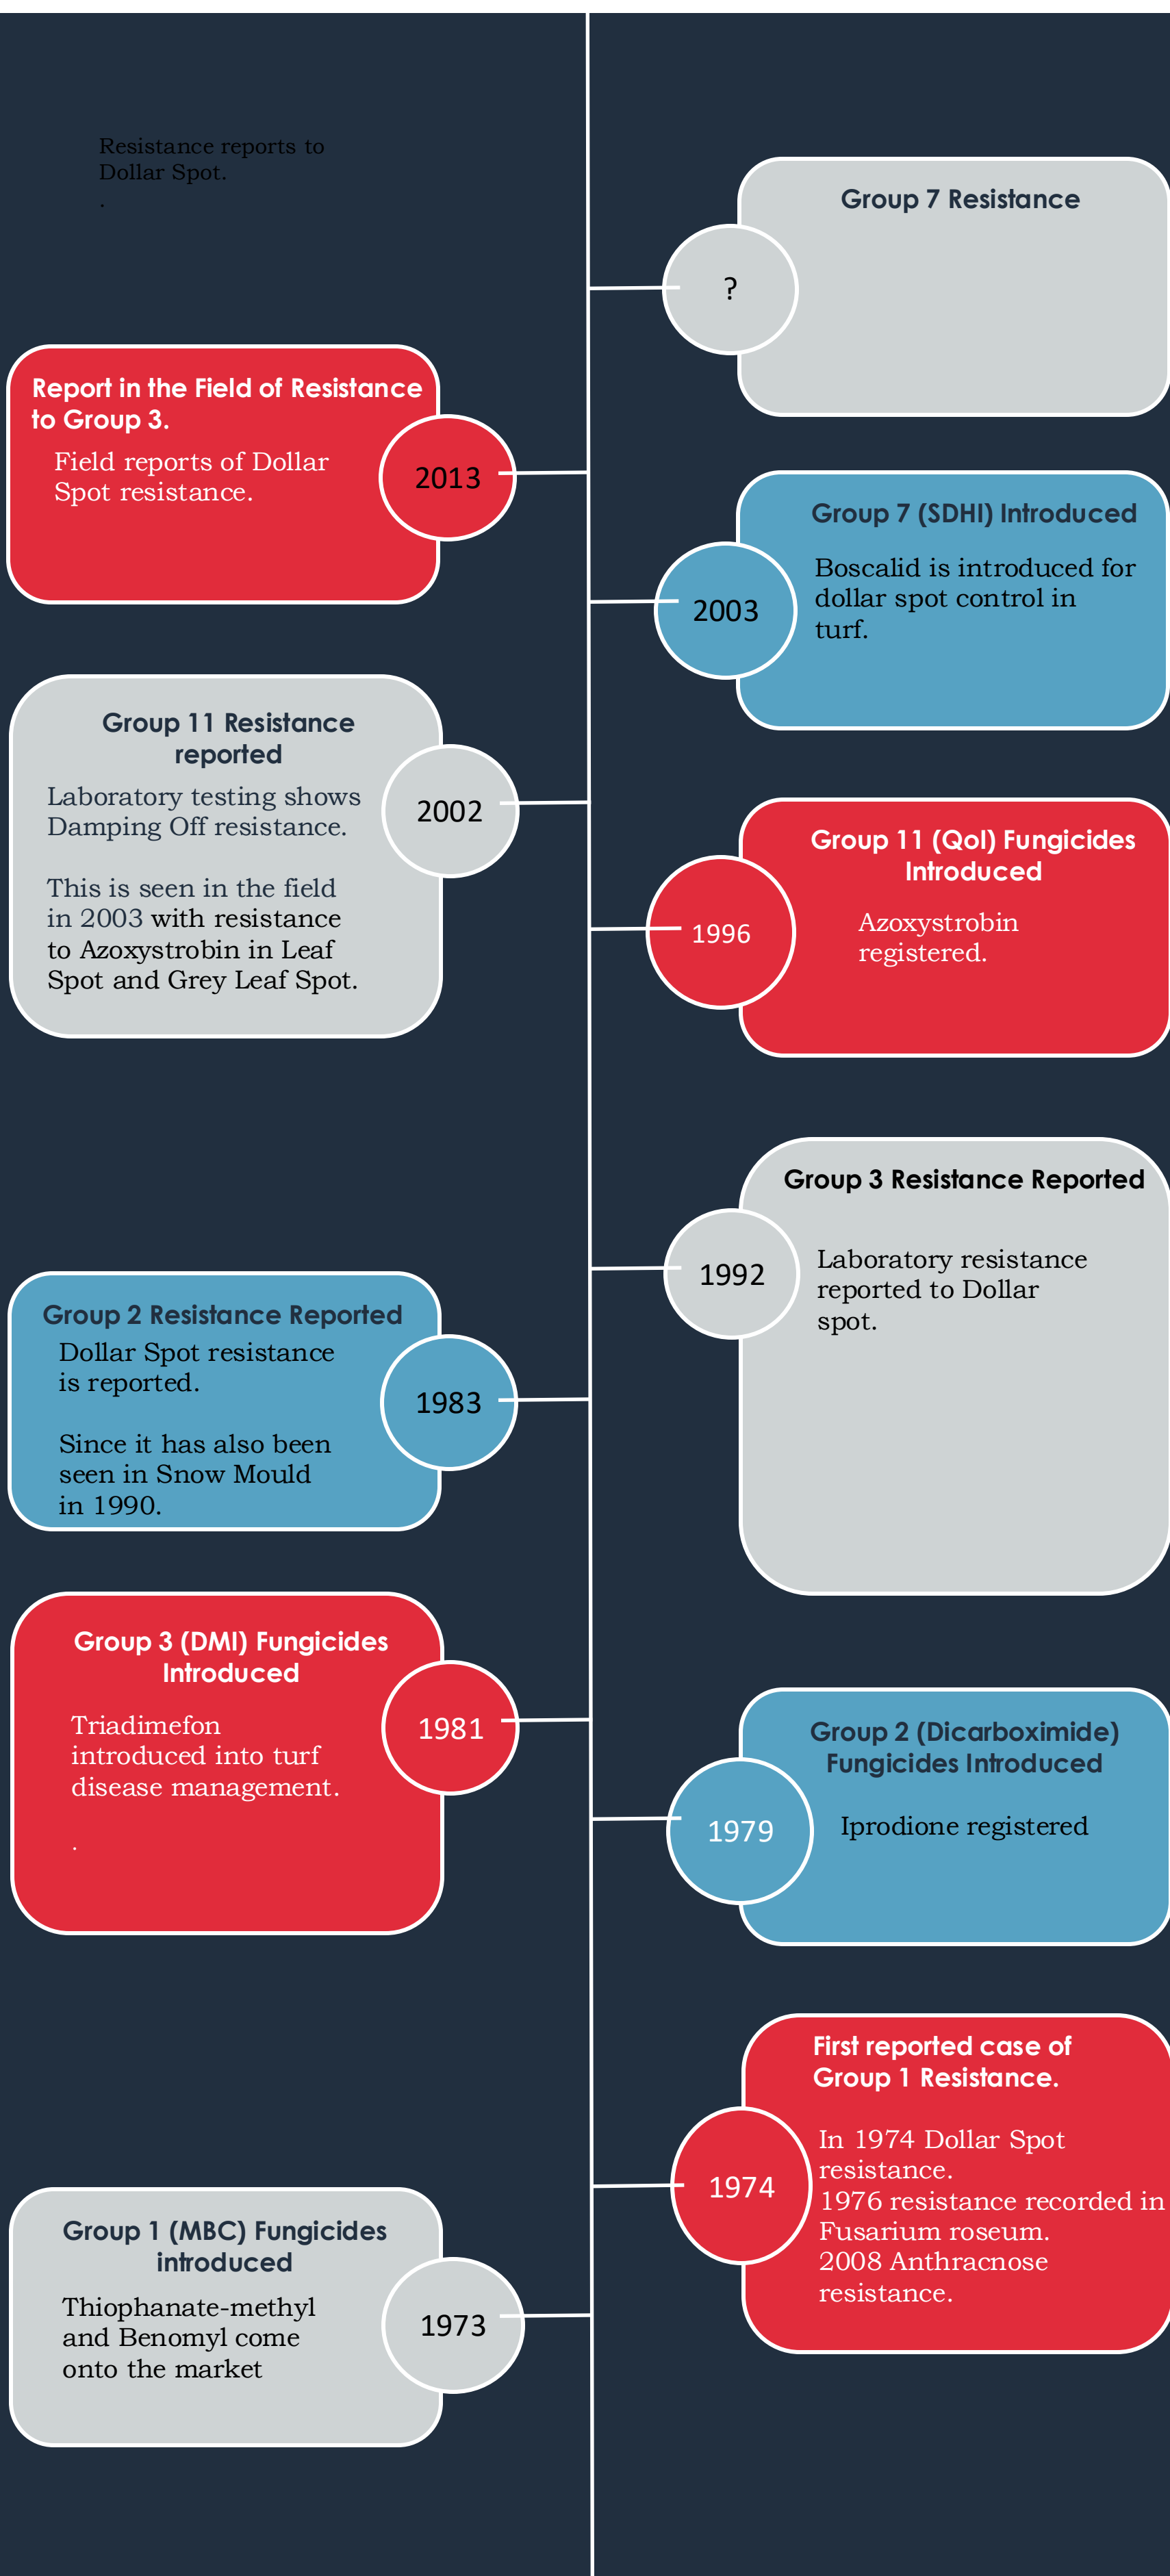 Resistance reports to
Dollar Spot.
.
Group 7 Resistance
?
Report in the Field of Resistance
to Group 3.
Field reports of Dollar
Spot resistance.
2013
Group 7 (SDHI) Introduced
Boscalid is introduced for
dollar spot control in
turf.
2003
Group 11 Resistance
reported
Laboratory testing shows
Damping Off resistance.
This is seen in the field
in 2003 with resistance
to Azoxystrobin in Leaf
Spot and Grey Leaf Spot.
2002
Group 11 (QoI) Fungicides
Introduced
Azoxystrobin
registered.
1996
Group 3 Resistance Reported
Laboratory resistance
reported to Dollar
spot.
1992
Group 2 Resistance Reported
Dollar Spot resistance
is reported.
Since it has also been
seen in Snow Mould
in 1990.
1983
Group 3 (DMI) Fungicides
Introduced
Triadimefon
introduced into turf
disease management.
.
1981
Group 2 (Dicarboximide)
Fungicides Introduced
Iprodione registered
1979
First reported case of
Group 1 Resistance.
In 1974 Dollar Spot
resistance.
1976 resistance recorded in
Fusarium roseum.
2008 Anthracnose
resistance.
1974
Group 1 (MBC) Fungicides
introduced
Thiophanate-methyl
and Benomyl come
onto the market
1973